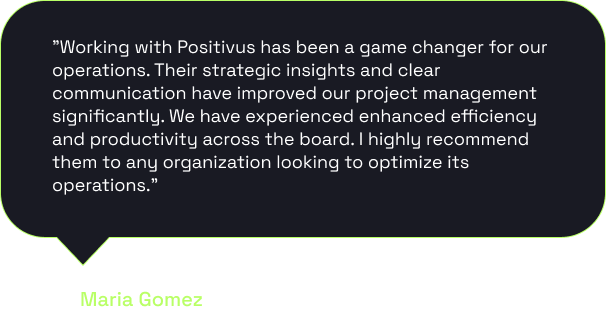 ”Working with Positivus has been a game changer for our
operations. Their strategic insights and clear
communication have improved our project management
significantly. We have experienced enhanced efficiency
and productivity across the board. I highly recommend
them to any organization looking to optimize its
operations.”
Maria Gomez